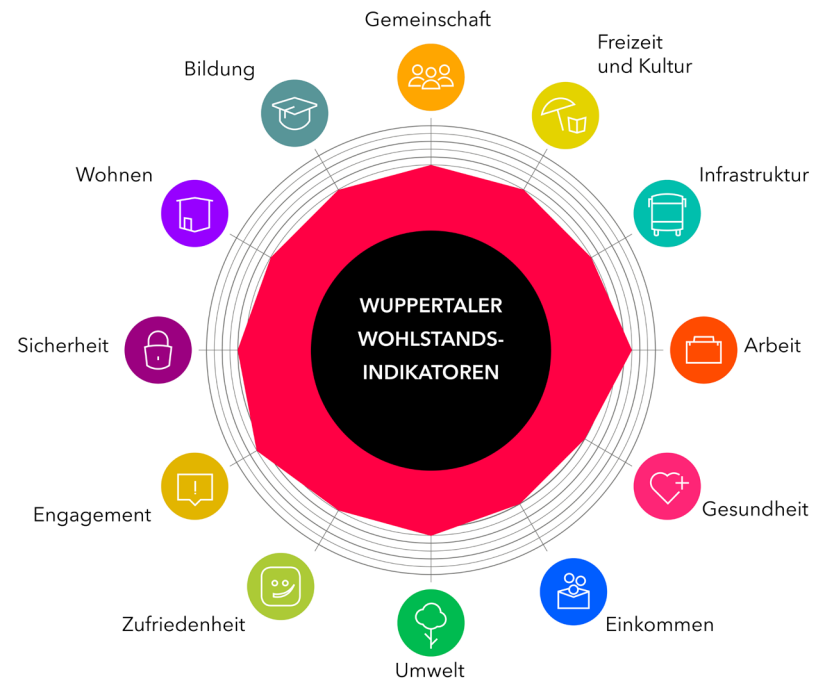 Gemeinschaft
Freizeit
und Kultur
Bildung
Wohnen
Infrastruktur
WUPPERTALER
WOHLSTANDS-
INDIKATOREN
Sicherheit
Arbeit
Engagement
Gesundheit
Zufriedenheit
Einkommen
Umwelt